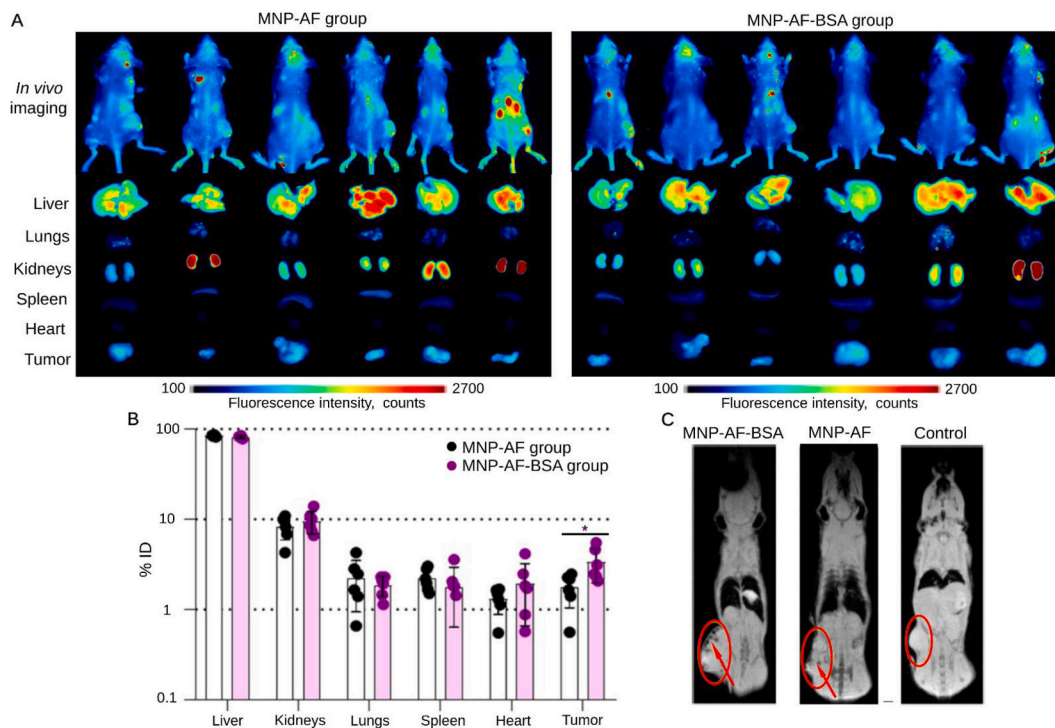 A
MNP-AF group
MNP-AF-BSA group
In vivo
imaging
Liver
Lungs
Kidneys
Spleen
Heart
Tumor
100
2700
Fluorescence intensity, counts
100
2700
Fluorescence intensity, counts
B
% ID
100
10
1
0.1
MNP-AF group
MNP-AF-BSA group
*
Liver
Kidneys
Lungs
Spleen
Heart
Tumor
C
MNP-AF-BSA
MNP-AF
Control